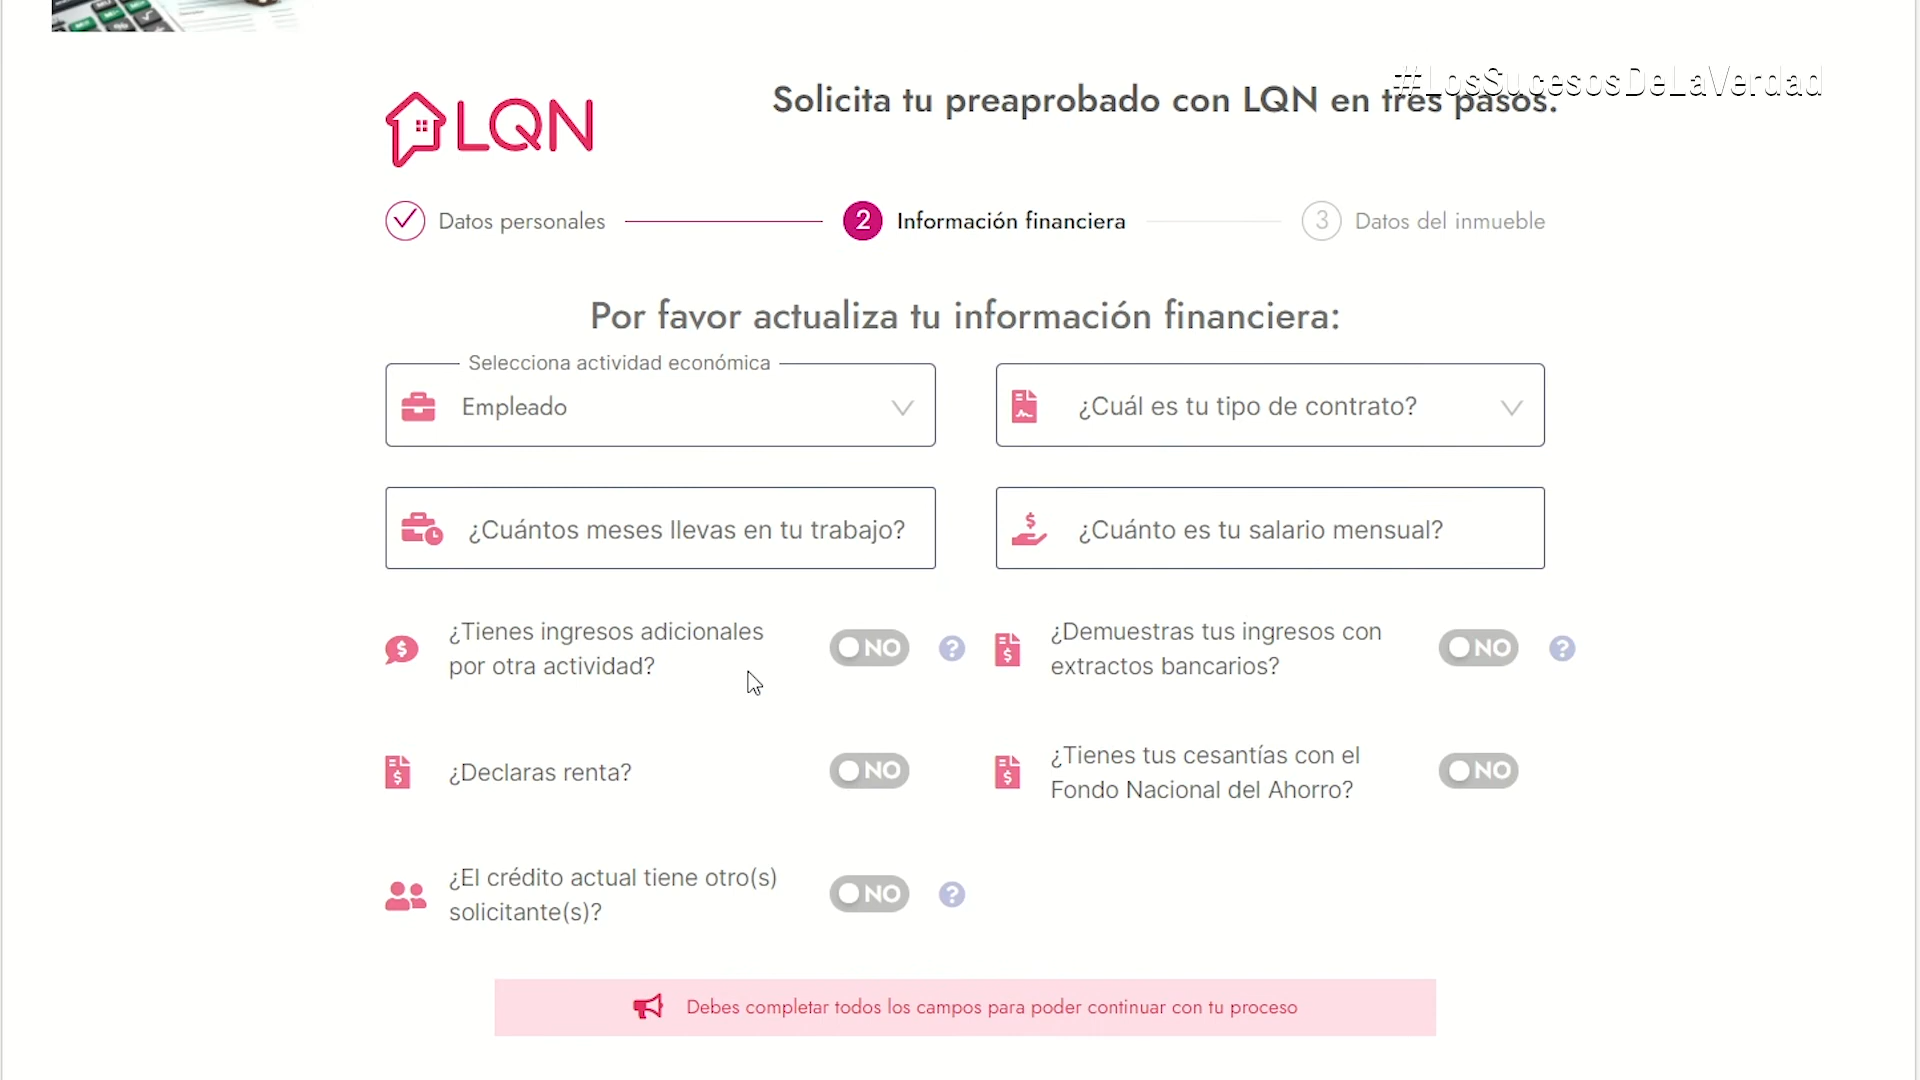 #LosSucesosDeLaVerdad
LQN
Solicita tu preaprobado con LQN en tres pasos:
Datos personales
2 Información financiera
3 Datos del inmueble
Por favor actualiza tu información financiera:
Selecciona actividad económica
Empleado
¿Cuál es tu tipo de contrato?
¿Cuántos meses llevas en tu trabajo?
¿Cuánto es tu salario mensual?
¿Tienes ingresos adicionales
por otra actividad?
NO ?
¿Demuestras tus ingresos con
extractos bancarios?
NO ?
¿Declaras renta?
NO
¿Tienes tus cesantías con el
Fondo Nacional del Ahorro?
NO
¿El crédito actual tiene otro(s)
solicitante(s)?
NO ?
Debes completar todos los campos para poder continuar con tu proceso